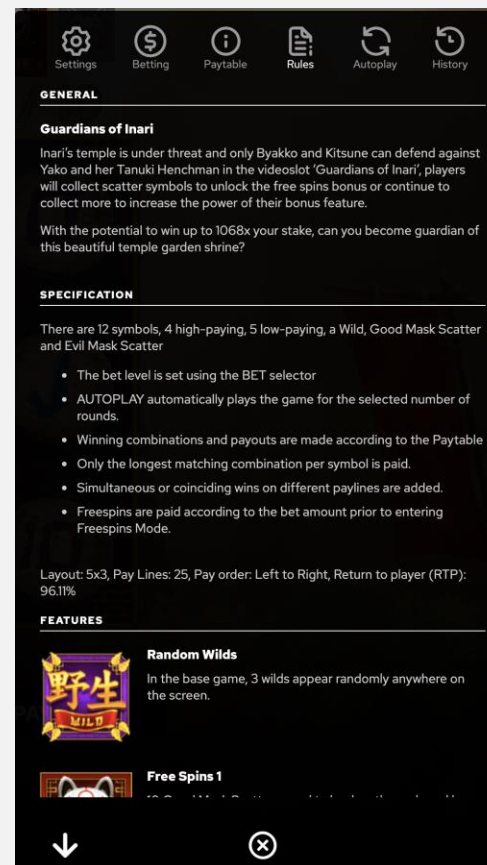 Settings Betting Paytable Rules Autoplay History
GENERAL
Guardians of Inari
Inari's temple is under threat and only Byakko and Kitsune can defend against
Yako and her Tanuki Henchman in the videoslot ‘Guardians of Inari’, players
will collect scatter symbols to unlock the free spins bonus or continue to
collect more to increase the power of their bonus feature.
With the potential to win up to 1068x your stake, can you become guardian of
this beautiful temple garden shrine?
SPECIFICATION
There are 12 symbols, 4 high-paying, 5 low-paying, a Wild, Good Mask Scatter
and Evil Mask Scatter
• The bet level is set using the BET selector
• AUTOPLAY automatically plays the game for the selected number of
rounds.
• Winning combinations and payouts are made according to the Paytable
• Only the longest matching combination per symbol is paid.
• Simultaneous or coinciding wins on different paylines are added.
• Freespins are paid according to the bet amount prior to entering
Freespins Mode.
Layout: 5x3, Pay Lines: 25, Pay order: Left to Right, Return to player (RTP):
96.11%
FEATURES
野生
WILD
Random Wilds
In the base game, 3 wilds appear randomly anywhere on
the screen.
Free Spins 1